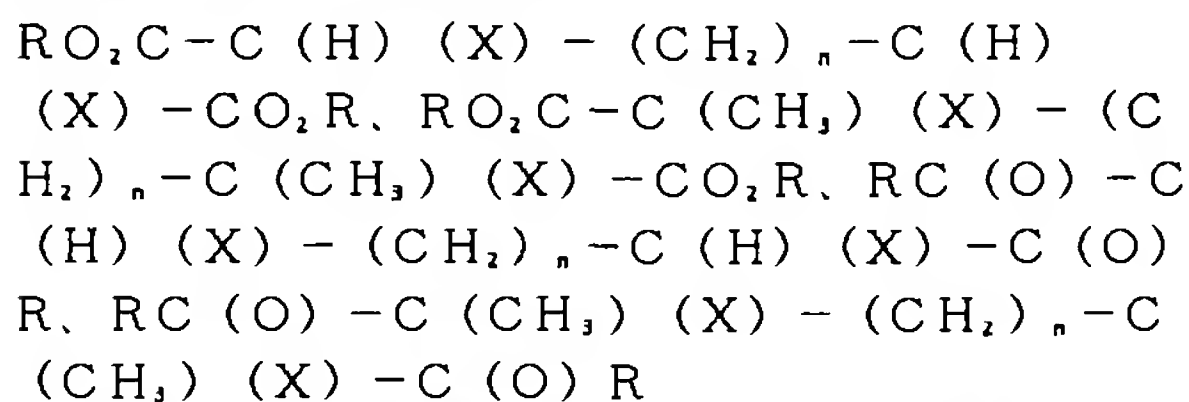 RO₂C－C (H) (X) － (CH₂) ₙ－C (H)
(X) －CO₂R、RO₂C－C (CH₃) (X) － (C
H₂) ₙ－C (CH₃) (X) －CO₂R、RC (O) －C
(H) (X) － (CH₂) ₙ－C (H) (X) －C (O)
R、RC (O) －C (CH₃) (X) － (CH₂) ₙ－C
(CH₃) (X) －C (O) R